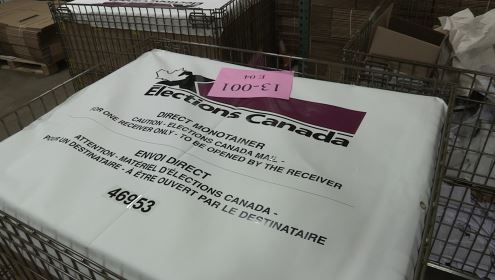 13-001
E04
Elections Canada
DIRECT MONOTAINER
CAUTION - ELECTIONS CANADA MAIL -
FOR ONE RECEIVER ONLY - TO BE OPENED BY THE RECEIVER
ENVOI DIRECT
ATTENTION - MATÉRIEL D'ÉLECTIONS CANADA -
POUR UN DESTINATAIRE - À ÊTRE OUVERT PAR LE DESTINATAIRE
46953